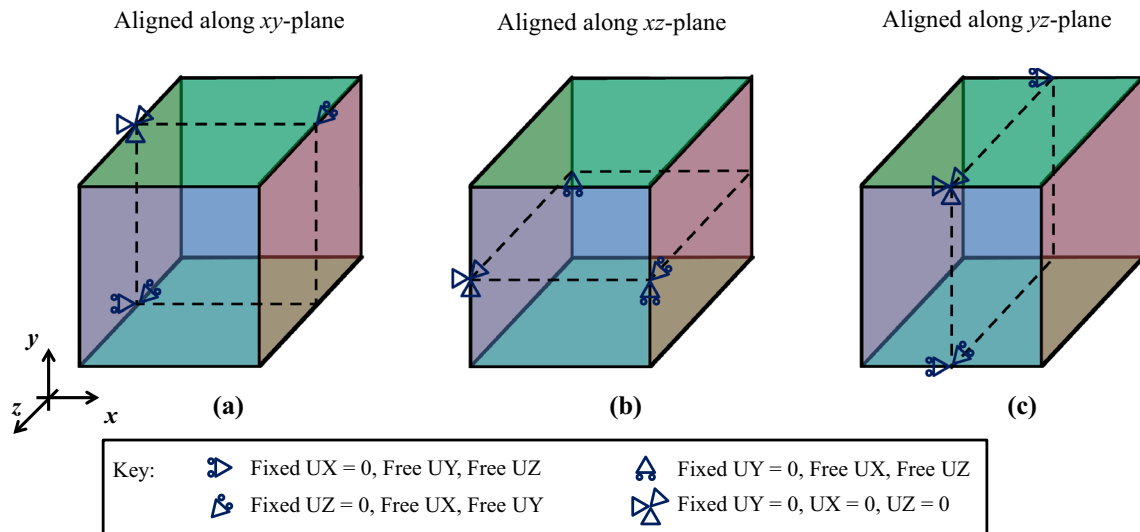 Aligned along xy-plane
Aligned along xz-plane
Aligned along yz-plane
y
z
x
(a)
(b)
(c)
Key:
Fixed UX = 0, Free UY, Free UZ
Fixed UY = 0, Free UX, Free UZ
Fixed UZ = 0, Free UX, Free UY
Fixed UY = 0, UX = 0, UZ = 0